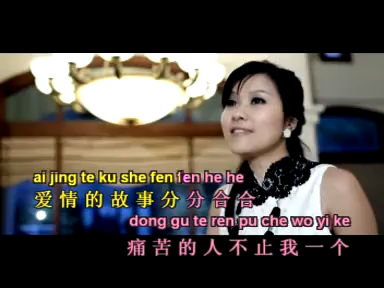 ai jing te ku she fen fen he he
爱情的故事分分合合
dong gu te ren pu che wo yi ke
痛苦的人不止我一个